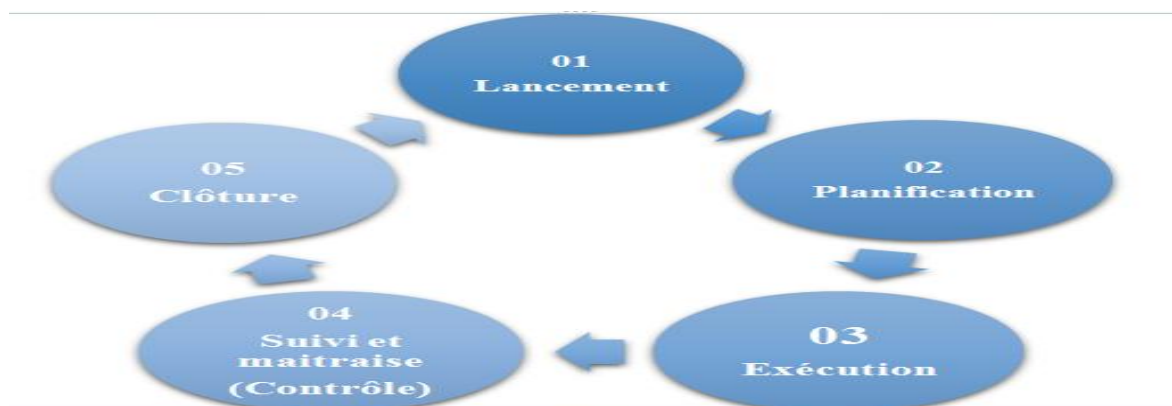 01
Lancement
02
Planification
03
Exécution
04
Suivi et
maitraise
(Contrôle)
05
Clôture